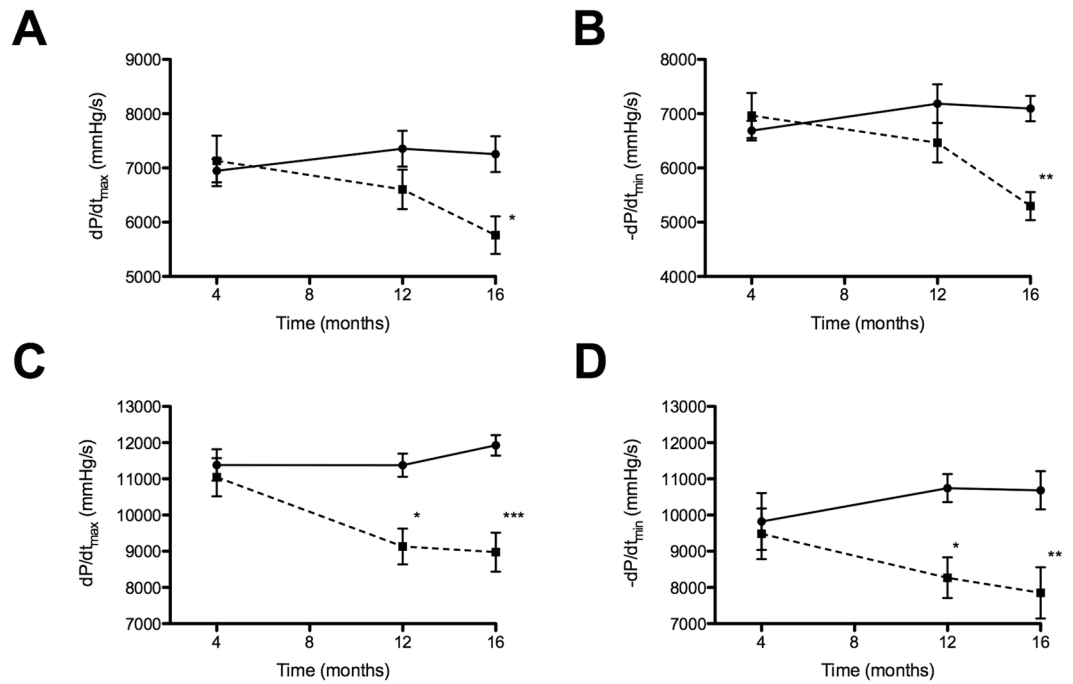 A
dP/dtmax (mmHg/s)
9000
8000
7000
6000
5000
*
4 8 12 16
Time (months)
B
-dP/dtmin (mmHg/s)
8000
7000
6000
5000
4000
**
4 8 12 16
Time (months)
C
dP/dtmax (mmHg/s)
13000
12000
11000
10000
9000
8000
7000
* ***
4 8 12 16
Time (months)
D
-dP/dtmin (mmHg/s)
13000
12000
11000
10000
9000
8000
7000
* **
4 8 12 16
Time (months)